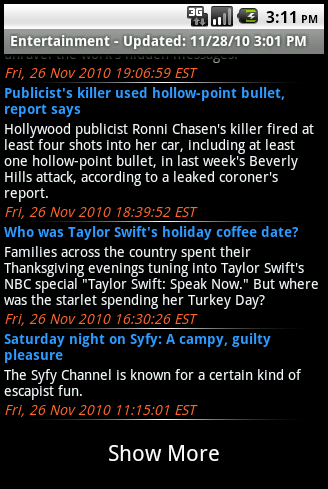 3G 3:11 PM
Entertainment - Updated: 11/28/10 3:01 PM
unravel the work's hidden messages.
Fri, 26 Nov 2010 19:06:59 EST
Publicist's killer used hollow-point bullet,
report says
Hollywood publicist Ronni Chasen's killer fired at
least four shots into her car, including at least
one hollow-point bullet, in last week's Beverly
Hills attack, according to a leaked coroner's
report.
Fri, 26 Nov 2010 18:39:52 EST
Who was Taylor Swift's holiday coffee date?
Families across the country spent their
Thanksgiving evenings tuning into Taylor Swift's
NBC special "Taylor Swift: Speak Now." But where
was the starlet spending her Turkey Day?
Fri, 26 Nov 2010 16:30:26 EST
Saturday night on Syfy: A campy, guilty
pleasure
The Syfy Channel is known for a certain kind of
escapist fun.
Fri, 26 Nov 2010 11:15:01 EST
Show More